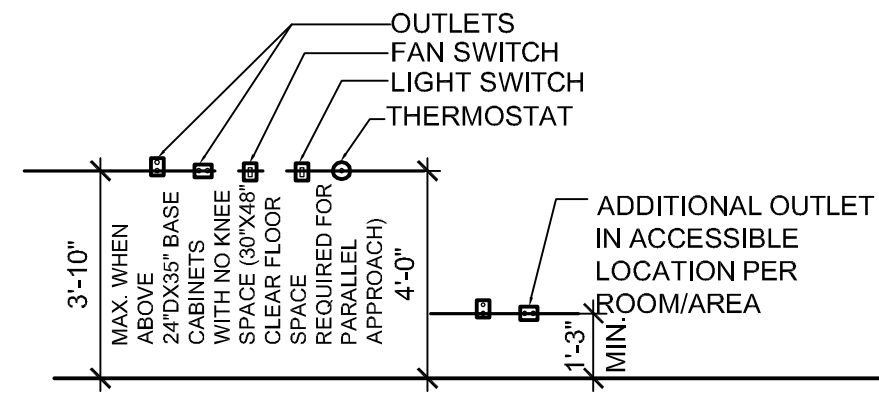 OUTLETS
FAN SWITCH
LIGHT SWITCH
THERMOSTAT
3'-10"
MAX. WHEN
ABOVE
24"DX35" BASE
CABINETS
WITH NO KNEE
SPACE (30"X48"
CLEAR FLOOR
SPACE
REQUIRED FOR
PARALLEL
APPROACH)
4'-0"
ADDITIONAL OUTLET
IN ACCESSIBLE
LOCATION PER
ROOM/AREA
1'-3"
MIN.